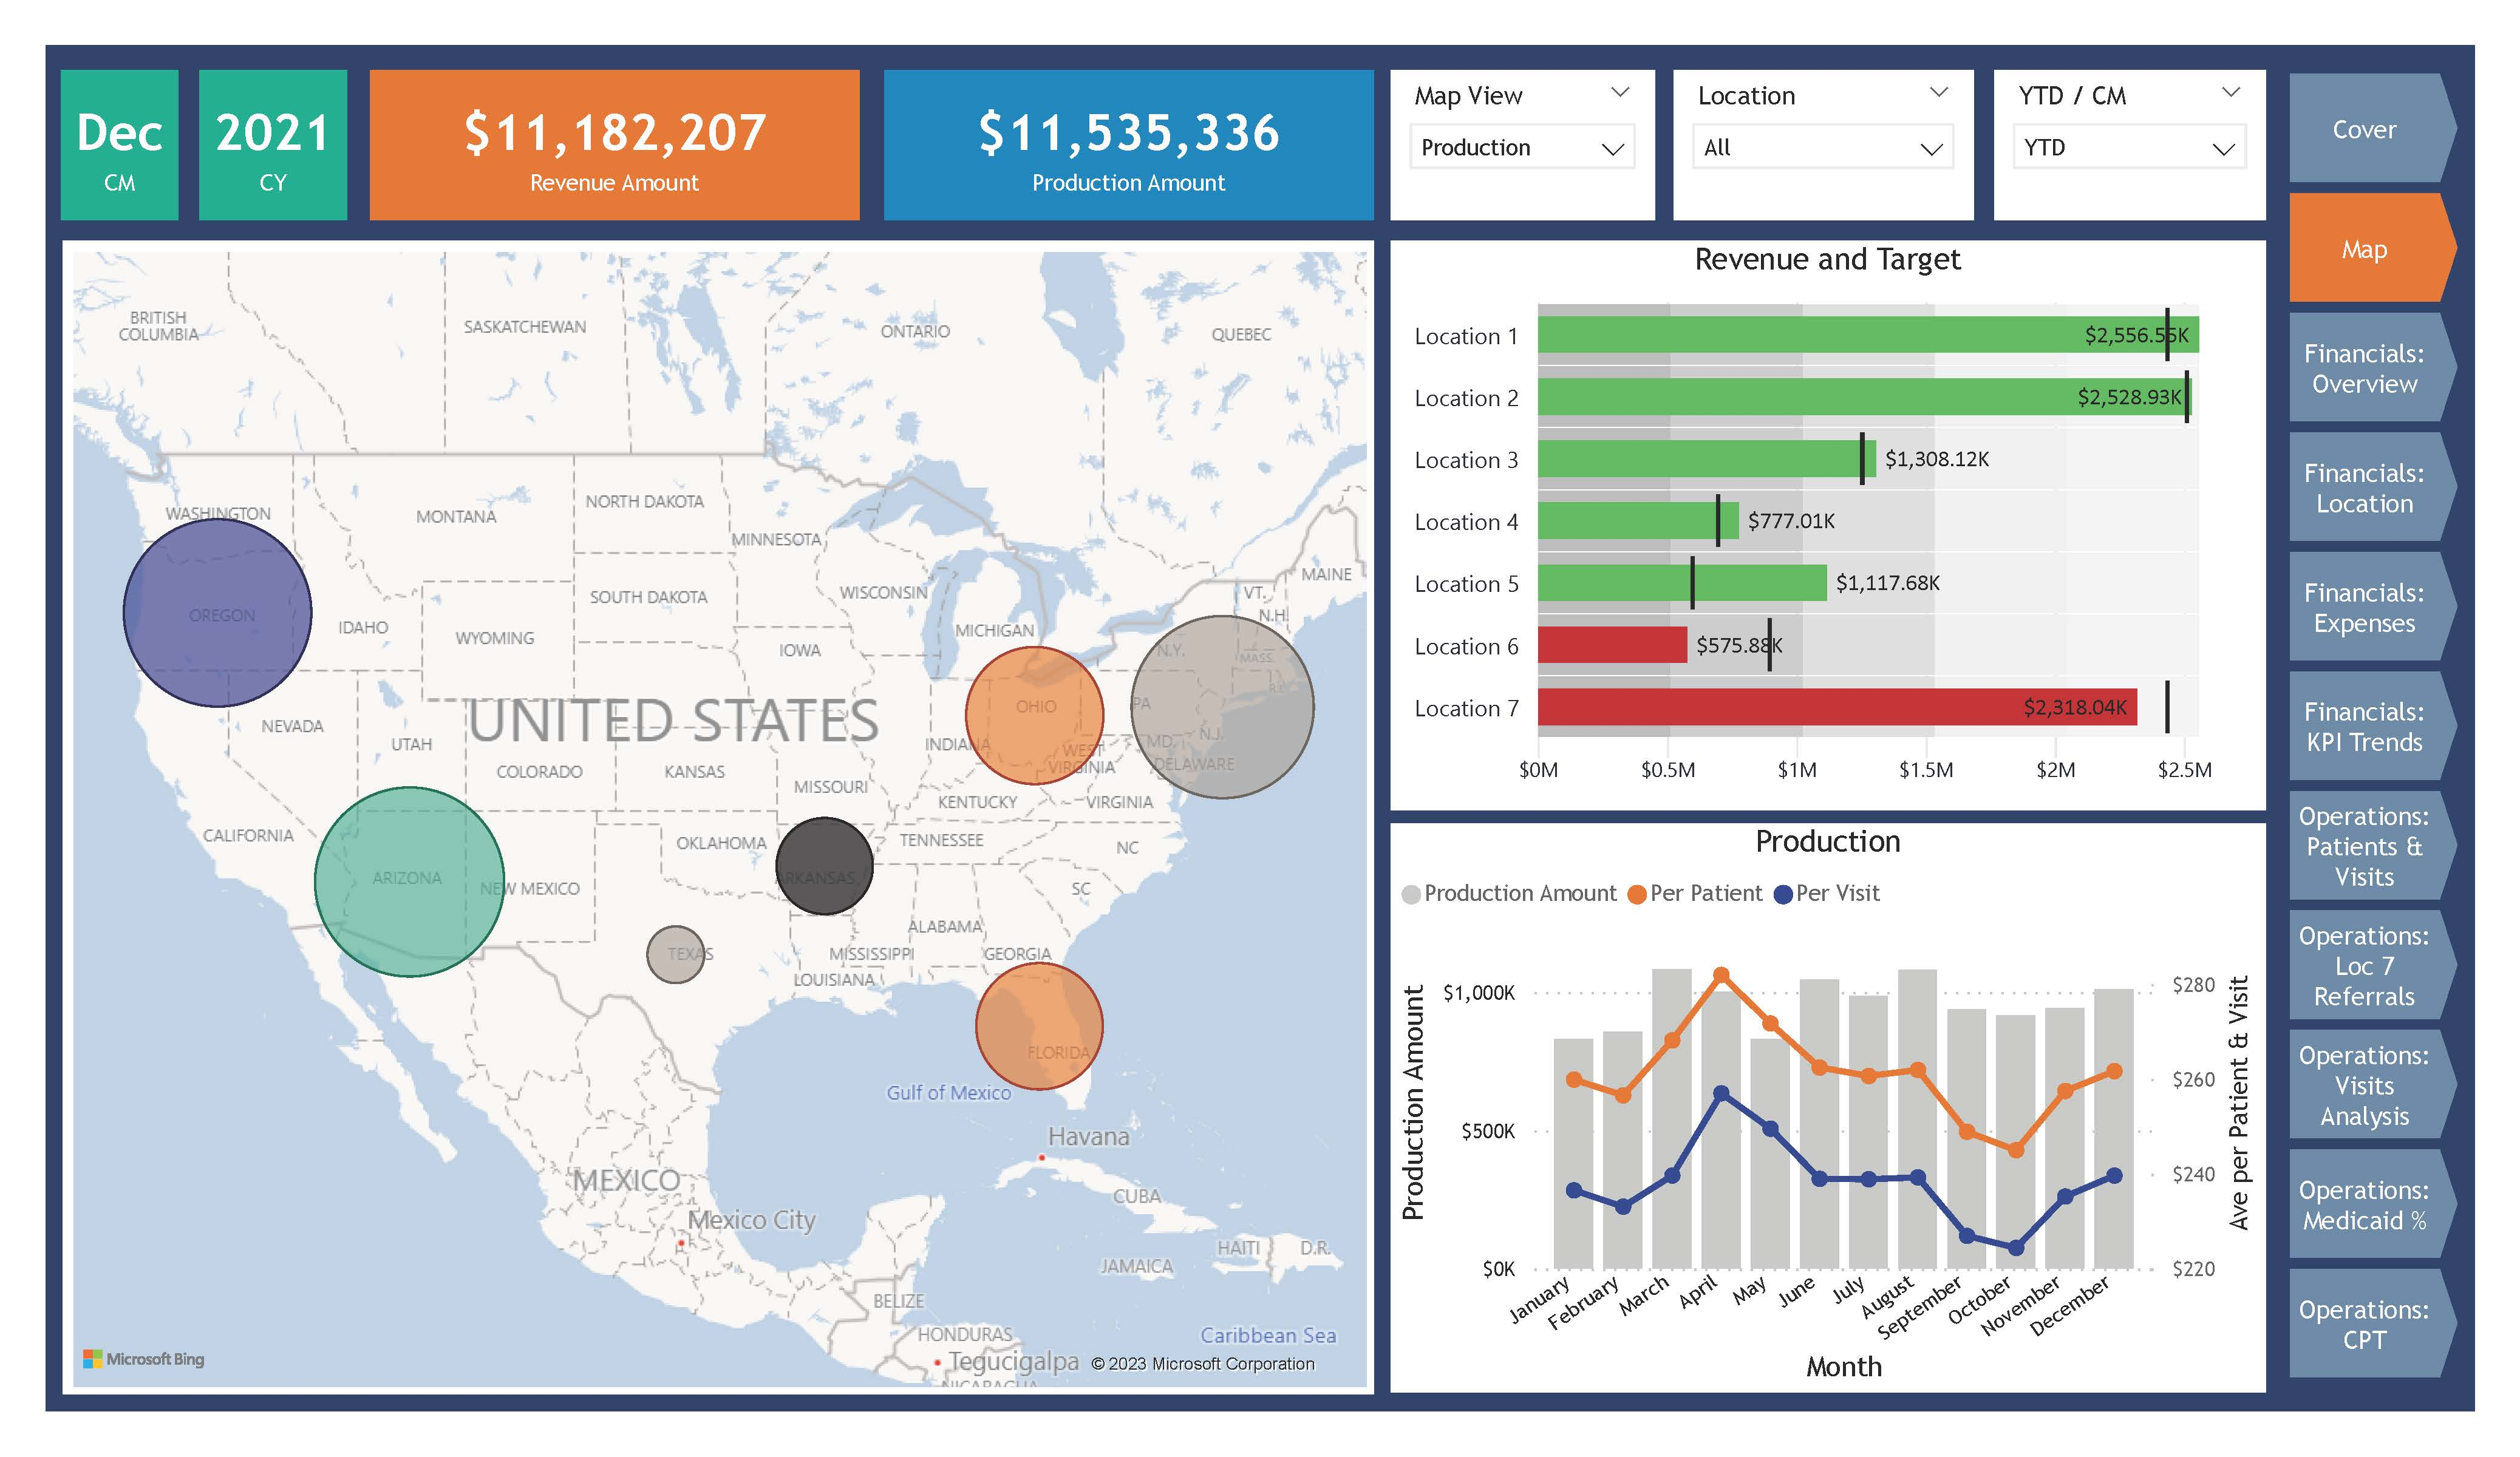 Dec
CM
2021
CY
$11,182,207
Revenue Amount
$11,535,336
Production Amount
Map View
Production
Location
All
YTD / CM
YTD
Cover
Map
Financials:
Overview
Financials:
Location
Financials:
Expenses
Financials:
KPI Trends
Operations:
Patients &
Visits
Operations:
Loc 7
Referrals
Operations:
Visits
Analysis
Operations:
Medicaid %
Operations:
CPT
BRITISH
COLUMBIA
SASKATCHEWAN
ONTARIO
QUEBEC
WASHINGTON
MONTANA
NORTH DAKOTA
MINNESOTA
OREGON
IDAHO
WYOMING
SOUTH DAKOTA
WISCONSIN
MICHIGAN
IOWA
MAINE
VT.
N.H.
N.Y.
MASS.
R.I.
UNITED STATES
NEVADA
UTAH
COLORADO
KANSAS
MISSOURI
INDIANA
OHIO
PA
N.J.
MD.
DELAWARE
WEST
VIRGINIA
KENTUCKY
VIRGINIA
CALIFORNIA
ARIZONA
NEW MEXICO
OKLAHOMA
ARKANSAS
TENNESSEE
NC
SC
TEXAS
MISSISSIPPI
ALABAMA
GEORGIA
LOUISIANA
FLORIDA
Gulf of Mexico
Havana
MEXICO
Mexico City
CUBA
HAITI
D.R.
JAMAICA
BELIZE
HONDURAS
Caribbean Sea
Tegucigalpa
NICARAGUA
Microsoft Bing
© 2023 Microsoft Corporation
Revenue and Target
Location 1
$2,556.55K
Location 2
$2,528.93K
Location 3
$1,308.12K
Location 4
$777.01K
Location 5
$1,117.68K
Location 6
$575.88K
Location 7
$2,318.04K
$0M
$0.5M
$1M
$1.5M
$2M
$2.5M
Production
Production Amount
Per Patient
Per Visit
Production Amount
$1,000K
$500K
$0K
$280
$260
$240
$220
Ave per Patient & Visit
January
February
March
April
May
June
July
August
September
October
November
December
Month